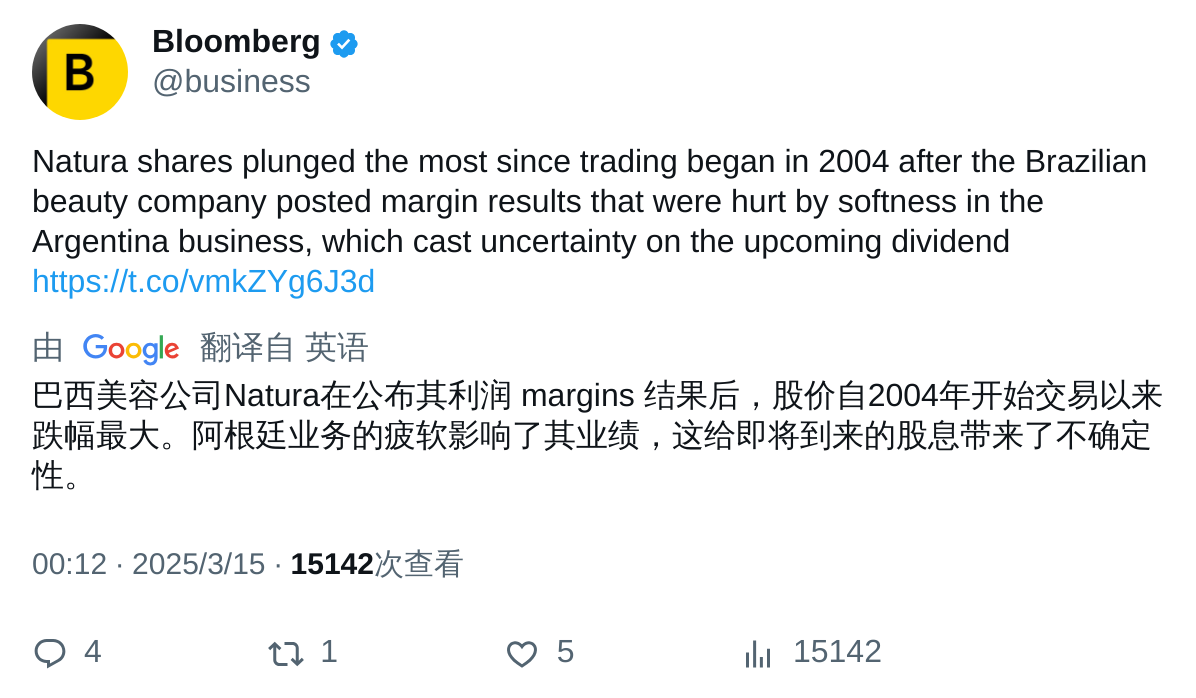 B
Bloomberg
@business
Natura shares plunged the most since trading began in 2004 after the Brazilian
beauty company posted margin results that were hurt by softness in the
Argentina business, which cast uncertainty on the upcoming dividend
https://t.co/vmkZYg6J3d
由 Google 翻译自 英语
巴西美容公司Natura在公布其利润 margins 结果后，股价自2004年开始交易以来
跌幅最大。阿根廷业务的疲软影响了其业绩，这给即将到来的股息带来了不确定
性。
00:12 · 2025/3/15 · 15142次查看
4 1 5 15142